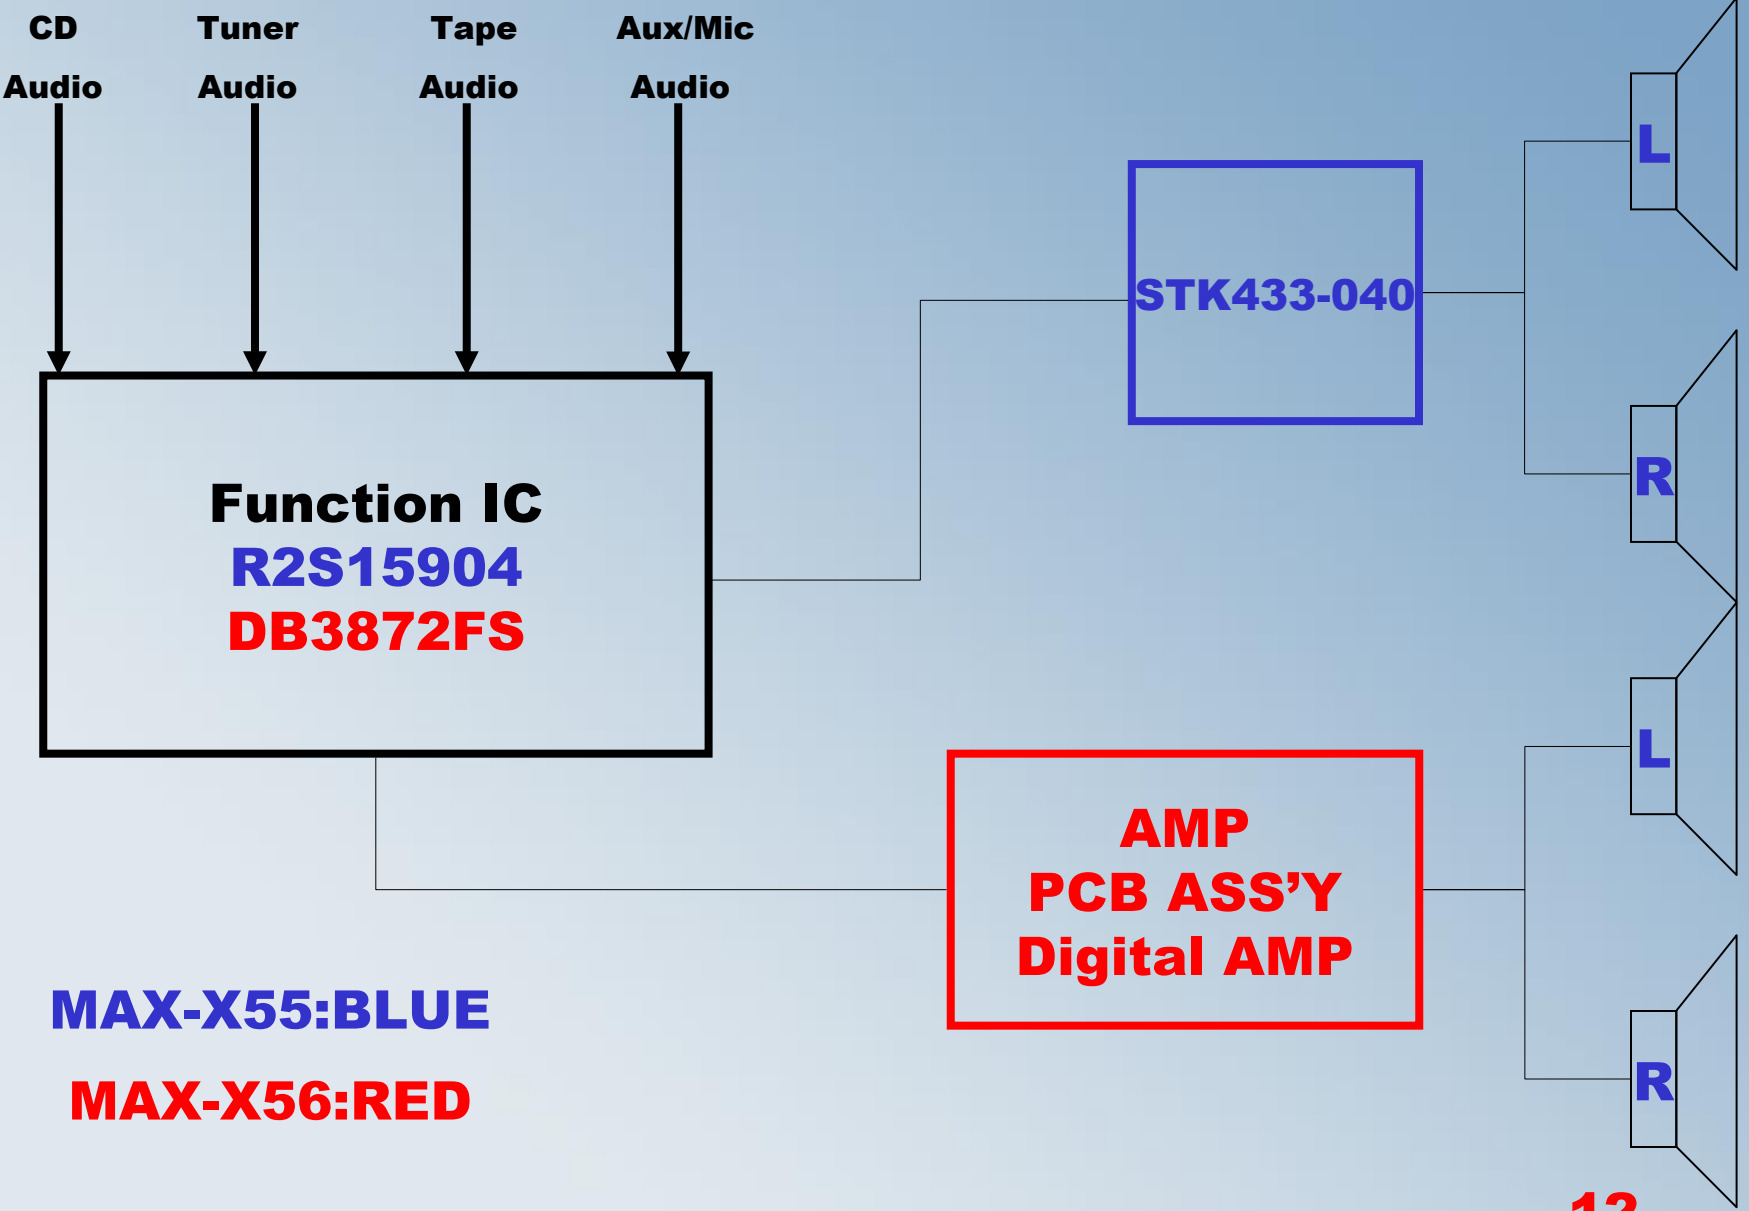 CD
Audio
Tuner
Audio
Tape
Audio
Aux/Mic
Audio
Function IC
R2S15904
DB3872FS
STK433-040
L
R
AMP
PCB ASS’Y
Digital AMP
L
R
MAX-X55:BLUE
MAX-X56:RED
12